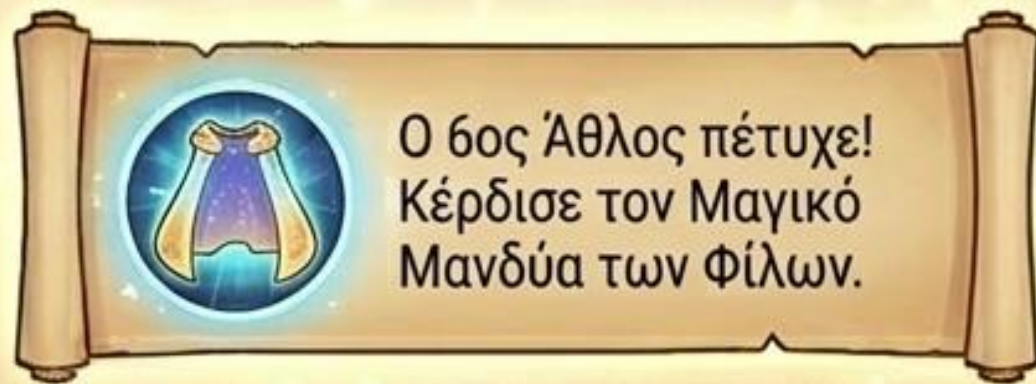 Ο 6ος Άθλος πέτυχε!
Κέρδισε τον Μαγικό
Μανδύα των Φίλων.